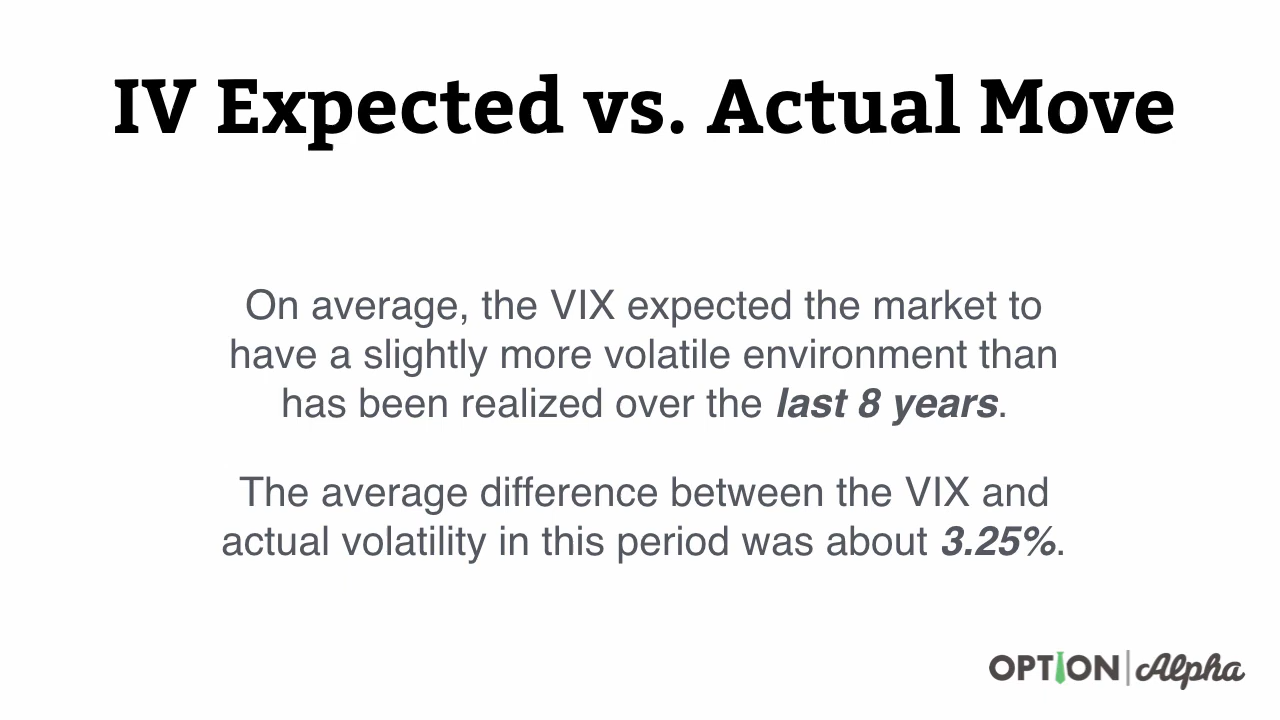 IV Expected vs. Actual Move
On average, the VIX expected the market to
have a slightly more volatile environment than
has been realized over the last 8 years.
The average difference between the VIX and
actual volatility in this period was about 3.25%.
OPTION | Alpha